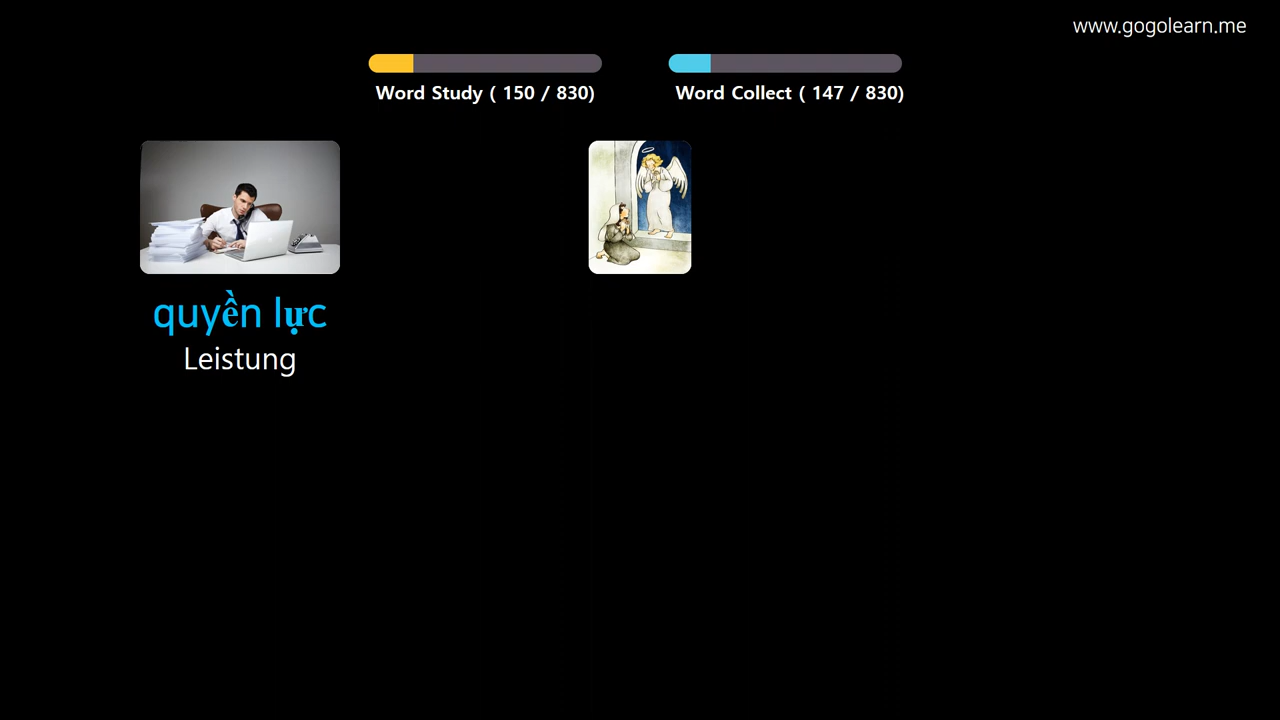 www.gogolearn.me
Word Study ( 150 / 830)
Word Collect ( 147 / 830)
quyền lực
Leistung